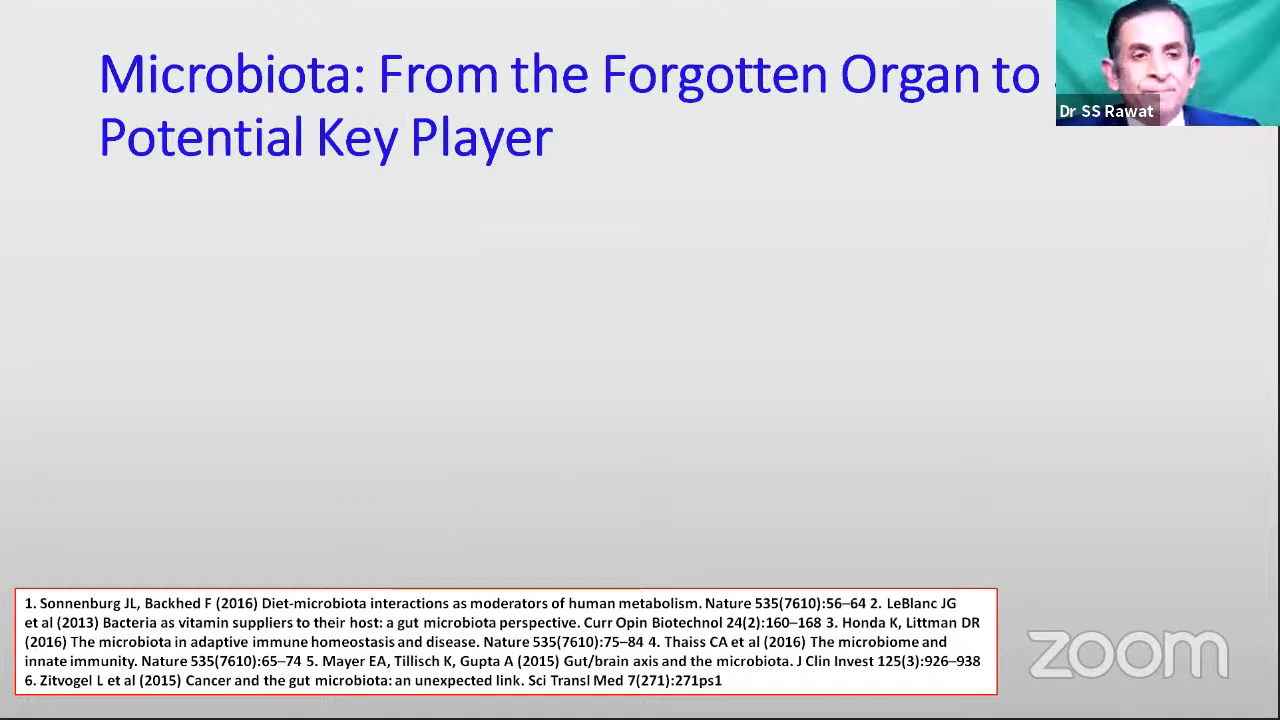 Microbiota: From the Forgotten Organ to
Potential Key Player
Dr SS Rawat
1. Sonnenburg JL, Backhed F (2016) Diet-microbiota interactions as moderators of human metabolism. Nature 535(7610):56–64 2. LeBlanc JG
et al (2013) Bacteria as vitamin suppliers to their host: a gut microbiota perspective. Curr Opin Biotechnol 24(2):160–168 3. Honda K, Littman DR
(2016) The microbiota in adaptive immune homeostasis and disease. Nature 535(7610):75–84 4. Thaiss CA et al (2016) The microbiome and
innate immunity. Nature 535(7610):65–74 5. Mayer EA, Tillisch K, Gupta A (2015) Gut/brain axis and the microbiota. J Clin Invest 125(3):926–938
6. Zitvogel L et al (2015) Cancer and the gut microbiota: an unexpected link. Sci Transl Med 7(271):271ps1
zoom